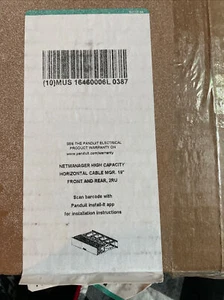 (10)MUS 16460006L 0387
SEE THE PANDUIT ELECTRICAL
PRODUCT WARRANTY ON
www.panduit.com/warranty
NETMANAGER HIGH CAPACITY
HORIZONTAL CABLE MGR. 19"
FRONT AND REAR, 2RU
Scan barcode with
Panduit Install-It app
for installation instructions